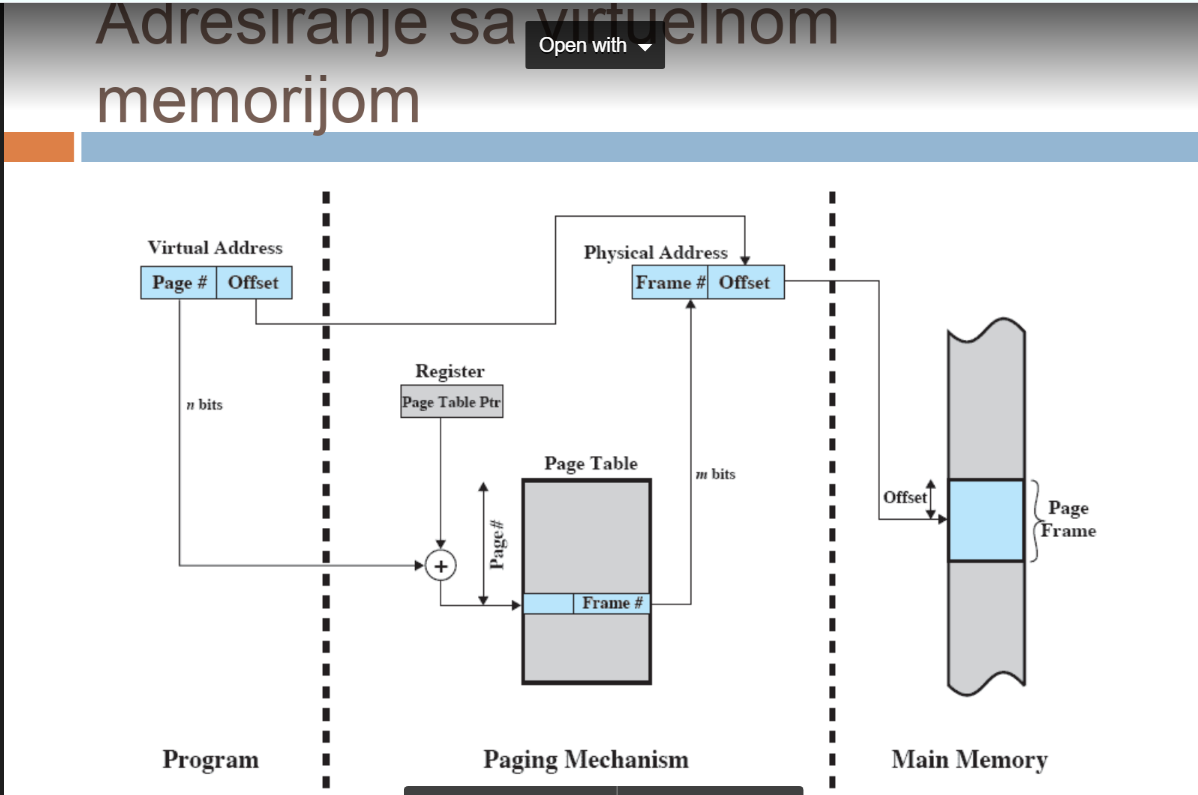 Adresiranje sa virtuelnom
Open with
memorijom
Virtual Address
Page # Offset
Physical Address
Frame # Offset
n bits
Register
Page Table Ptr
Page Table
m bits
Page#
Frame #
Offset
Page
Frame
Program
Paging Mechanism
Main Memory